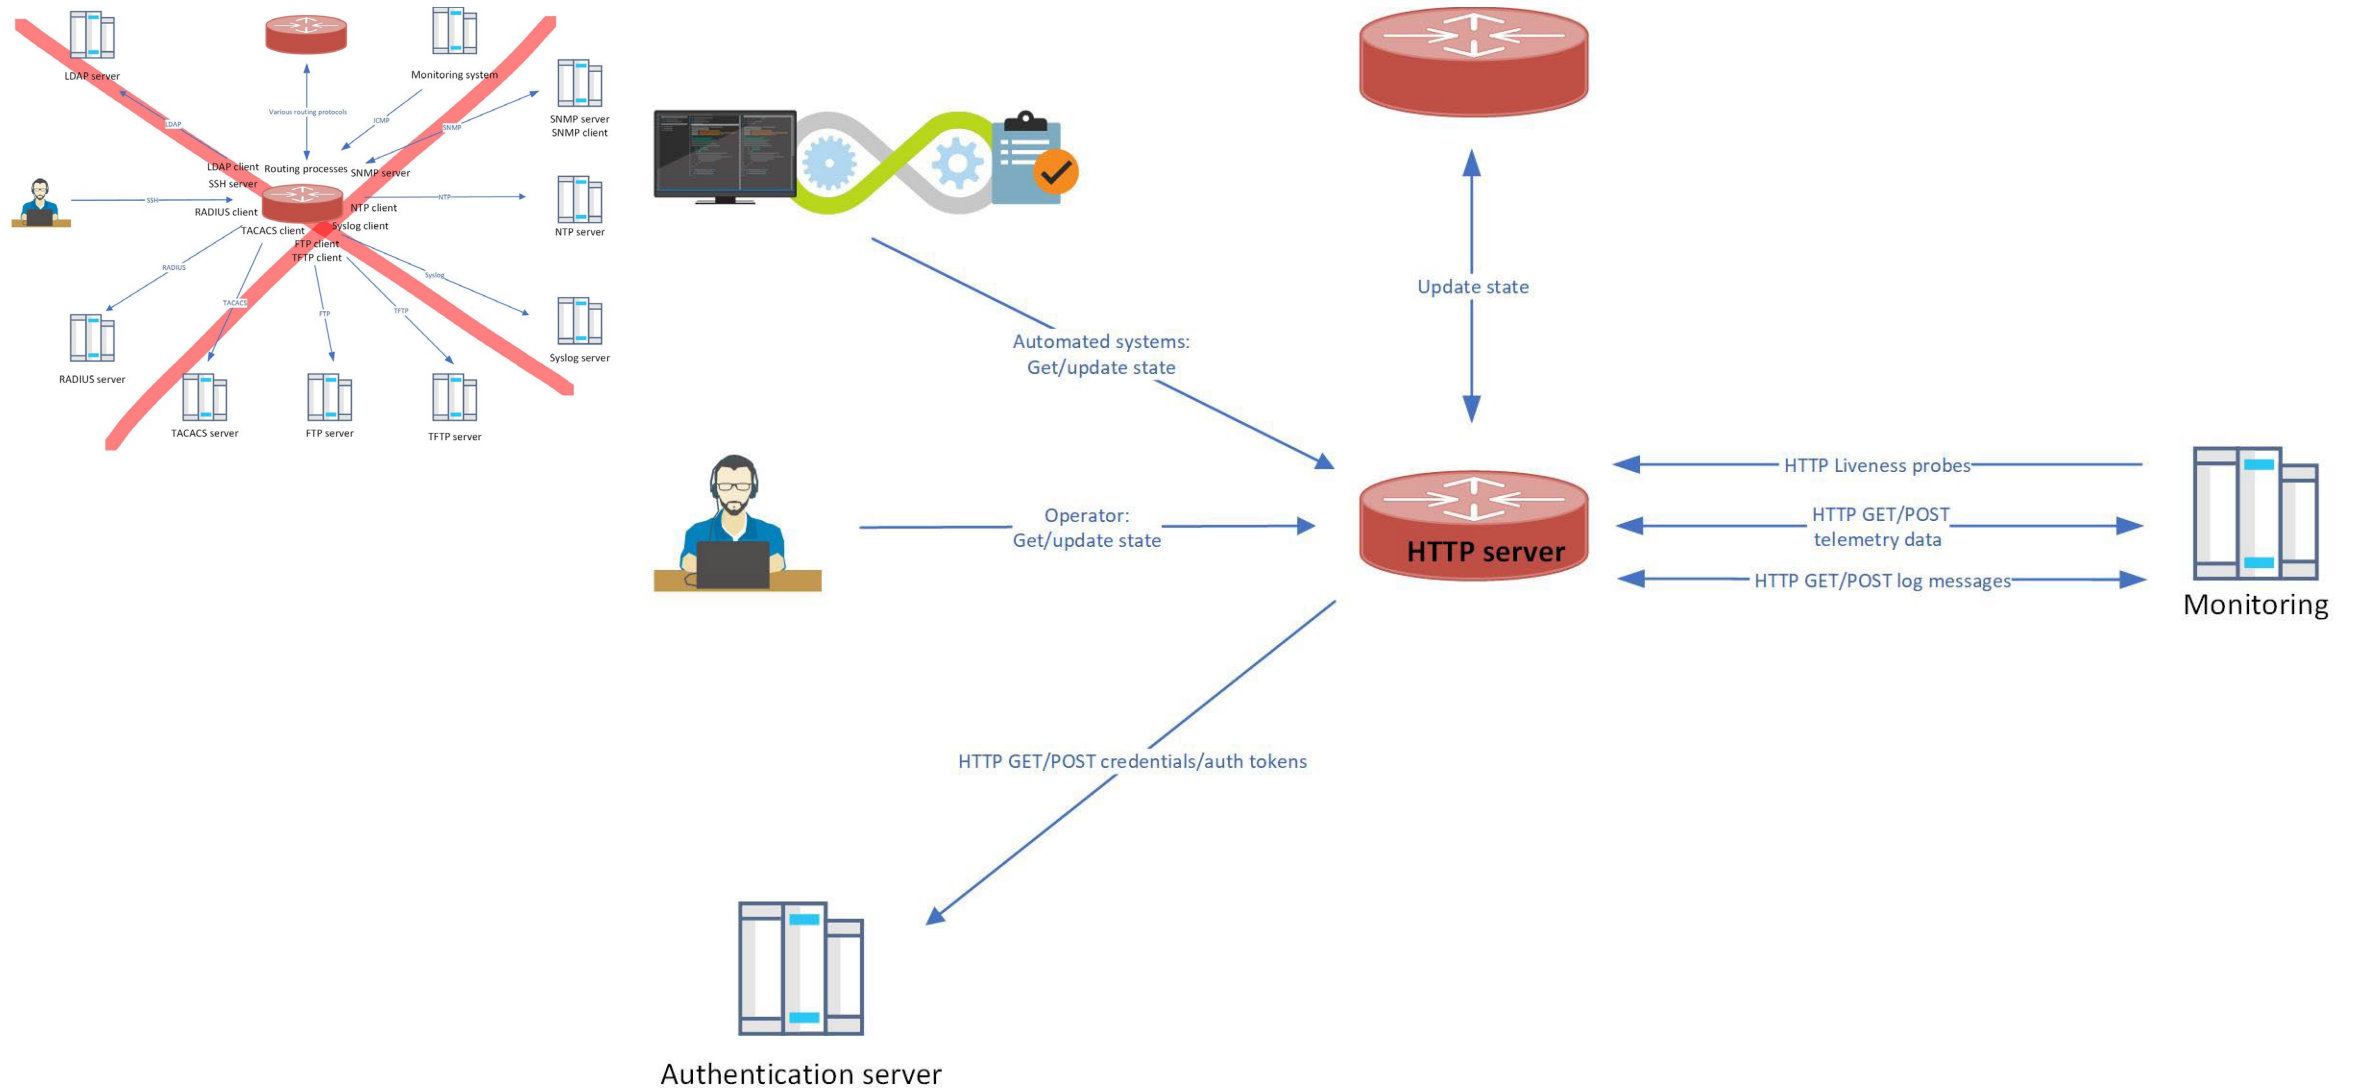 LDAP server
Monitoring system
SNMP server
SNMP client
Various routing protocols
LDAP
ICMP
SNMP
LDAP client
Routing processes
SNMP server
SSH server
SSH
NTP
RADIUS client
NTP client
NTP server
TACACS client
Syslog client
FTP client
TFTP client
RADIUS
Syslog
TACACS
FTP
TFTP
RADIUS server
Syslog server
TACACS server
FTP server
TFTP server
Update state
Automated systems:
Get/update state
Operator:
Get/update state
HTTP server
HTTP Liveness probes
HTTP GET/POST
telemetry data
HTTP GET/POST log messages
Monitoring
HTTP GET/POST credentials/auth tokens
Authentication server